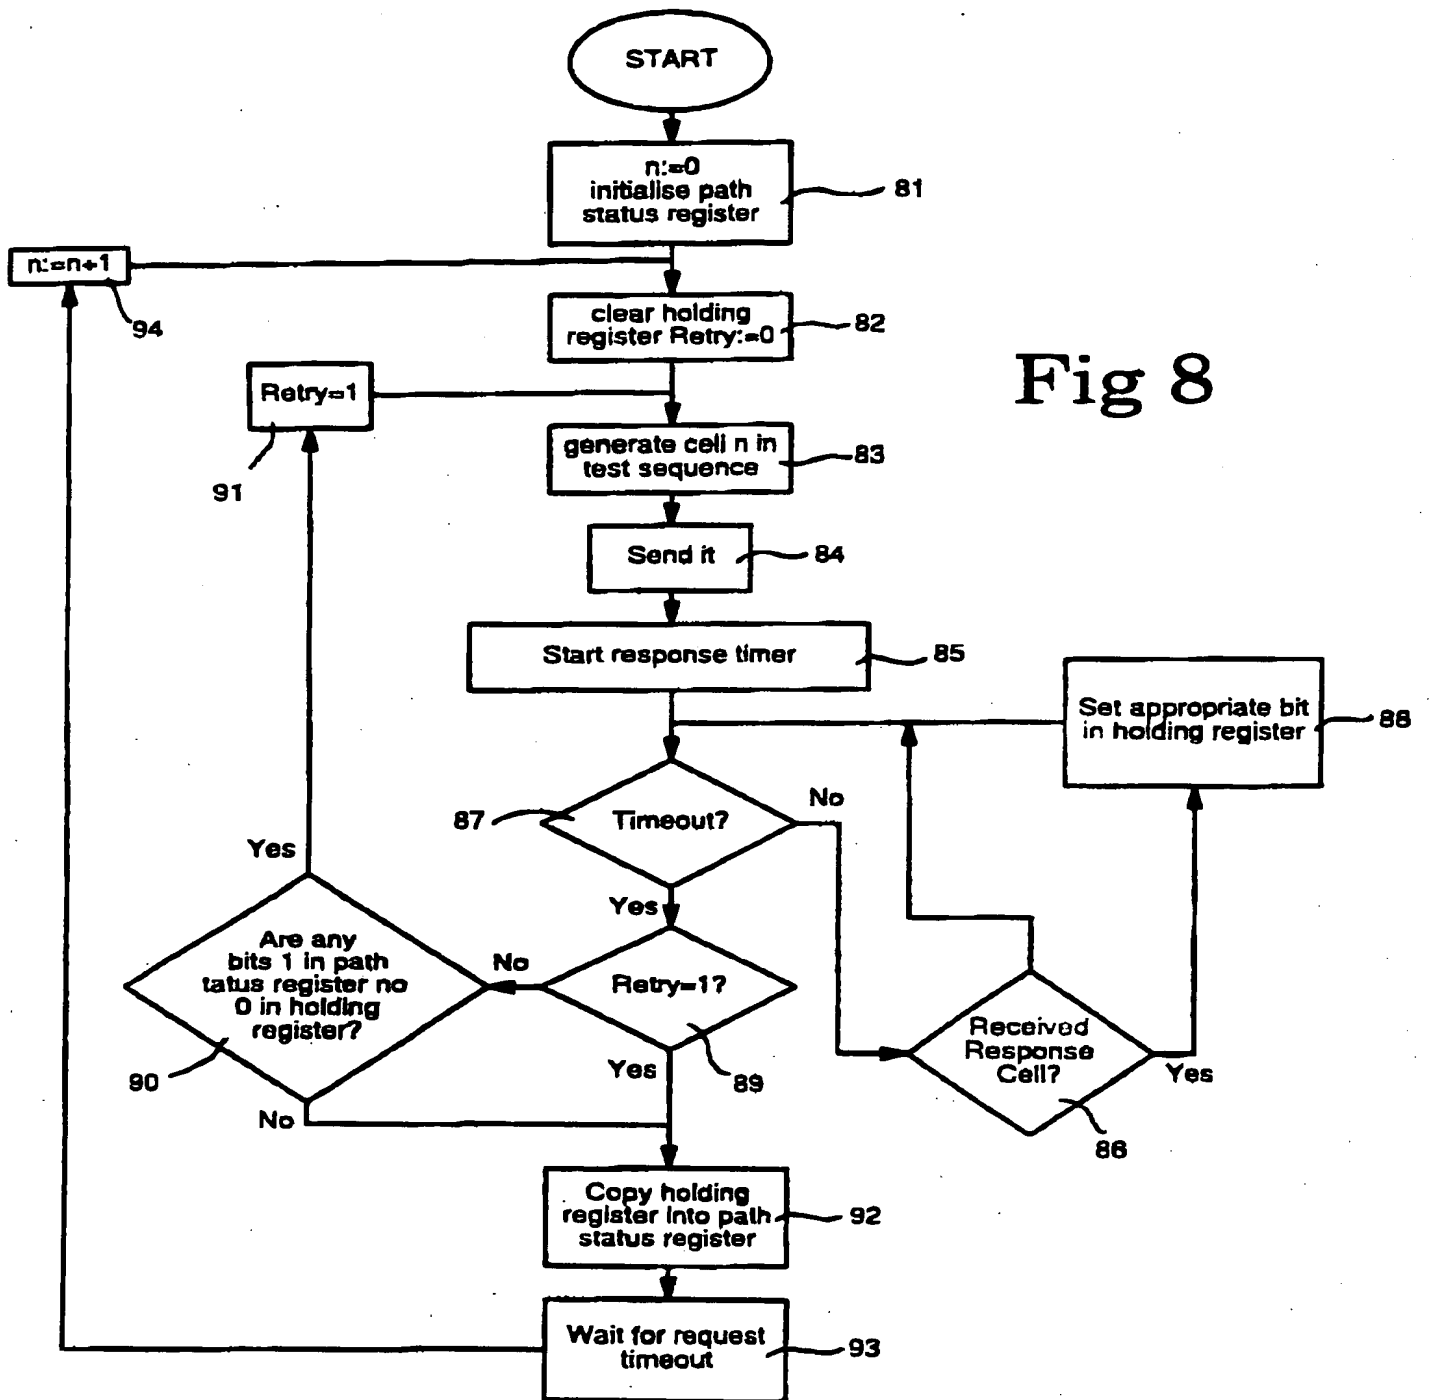 START
n:=0
initialise path
status register
81
n:=n+1
94
clear holding
register Retry:=0
82
Fig 8
Retry=1
91
generate cell n in
test sequence
83
Send it
84
Start response timer
85
Set appropriate bit
in holding register
88
Timeout?
87
No
Yes
Yes
Are any
bits 1 in path
tatus register no
0 in holding
register?
90
No
Retry=1?
89
Yes
No
Received
Response
Cell?
86
Yes
Copy holding
register into path
status register
92
Wait for request
timeout
93